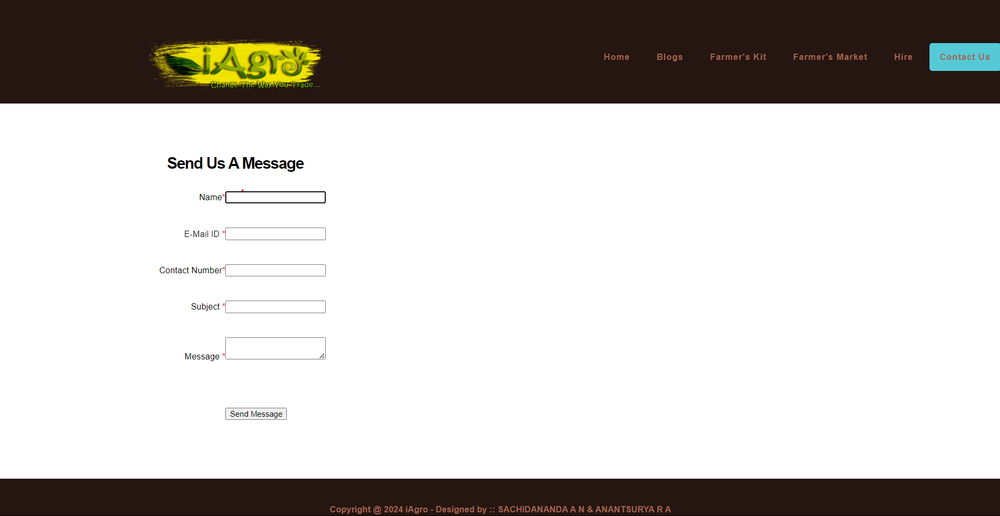 iAgro
Change The Way You Trade...
Home Blogs Farmer's Kit Farmer's Market Hire Contact Us
Send Us A Message
Name*
E-Mail ID *
Contact Number*
Subject *
Message *
Send Message
Copyright @ 2024 iAgro - Designed by :: SACHIDANANDA A N & ANANTSURYA R A